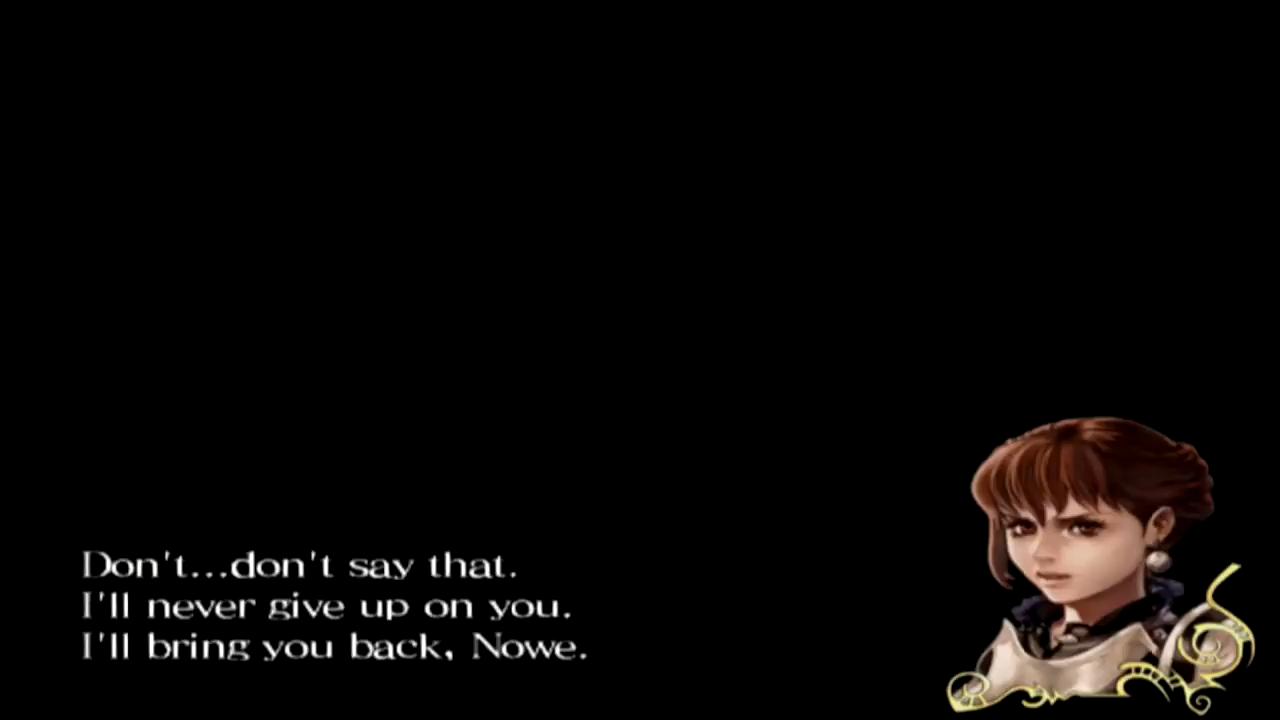 Don't...don't say that.
I'll never give up on you.
I'll bring you back, Nowe.